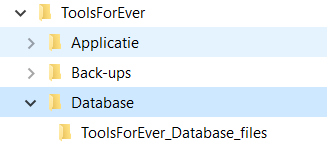 ToolsForEver
Applicatie
Back-ups
Database
ToolsForEver_Database_files